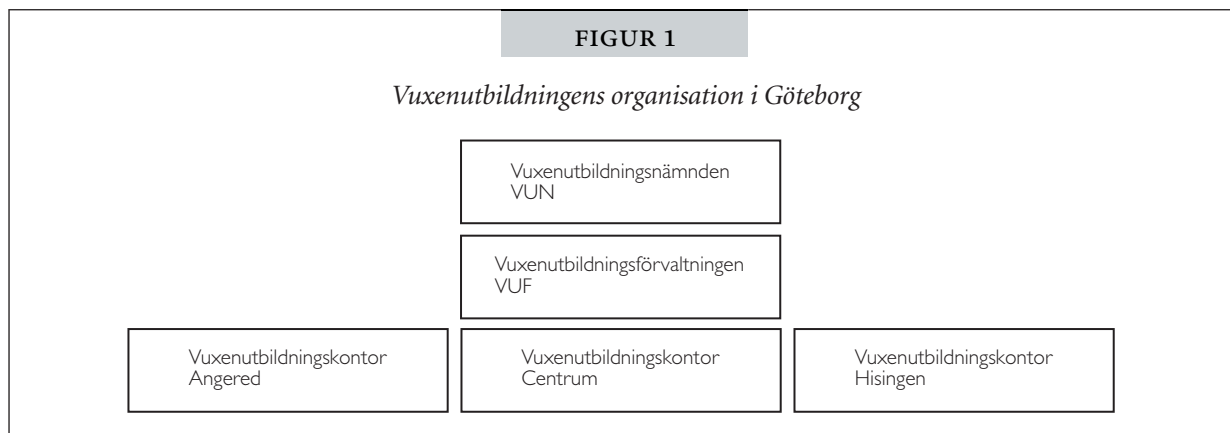 FIGUR 1
Vuxenutbildningens organisation i Göteborg
Vuxenutbildningsnämnden
VUN
Vuxenutbildningsförvaltningen
VUF
Vuxenutbildningskontor
Angered
Vuxenutbildningskontor
Centrum
Vuxenutbildningskontor
Hisingen